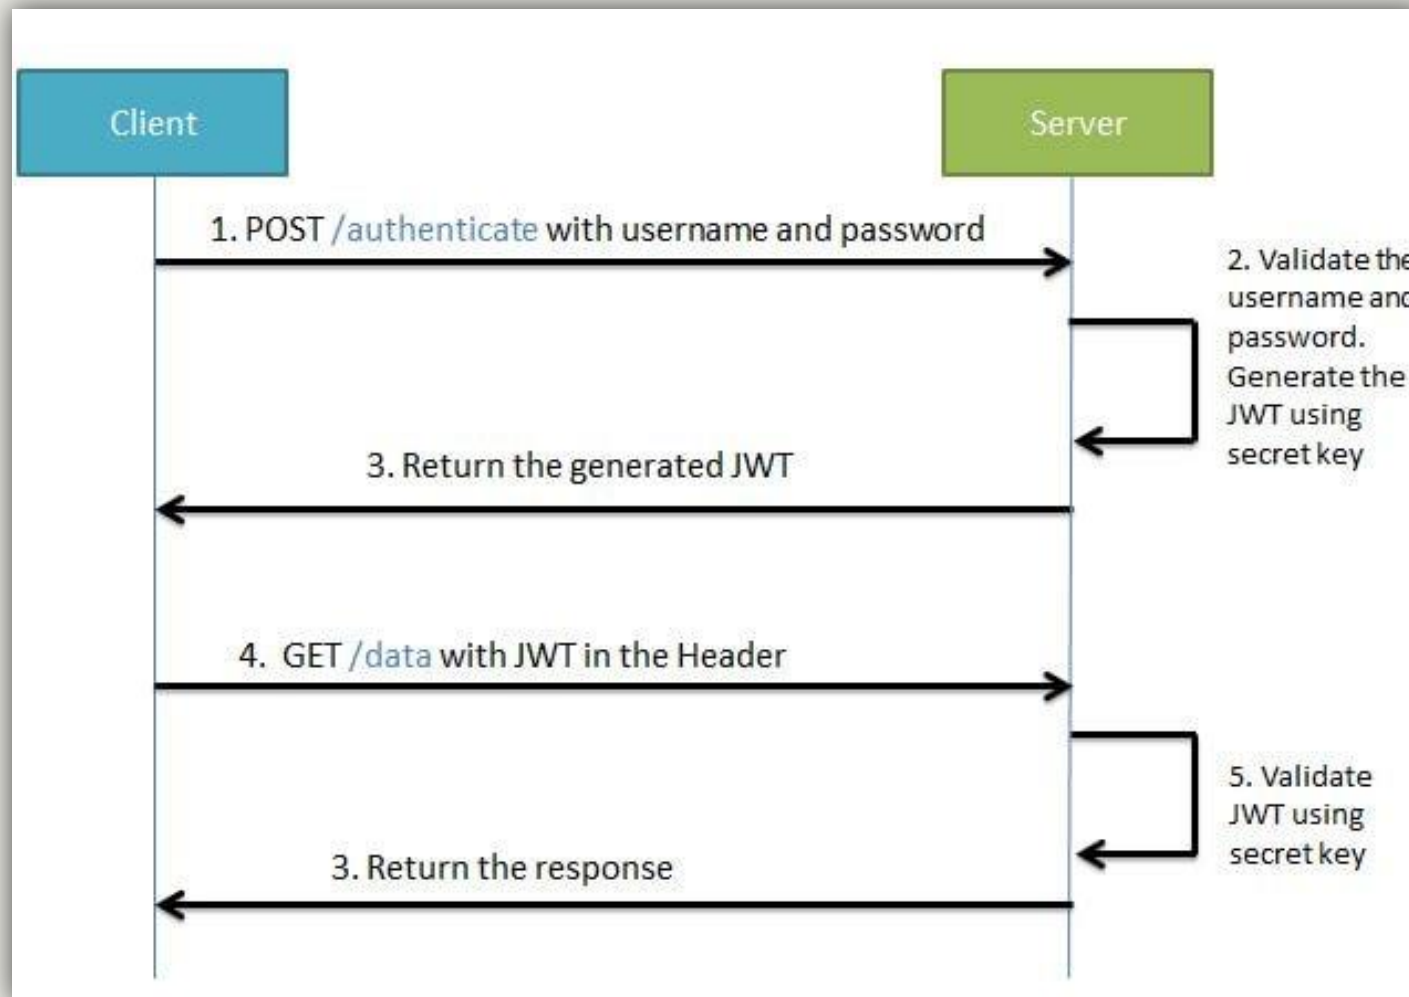 Client
Server
1. POST /authenticate with username and password
2. Validate the
username and
password.
Generate the
JWT using
secret key
3. Return the generated JWT
4. GET /data with JWT in the Header
5. Validate
JWT using
secret key
3. Return the response